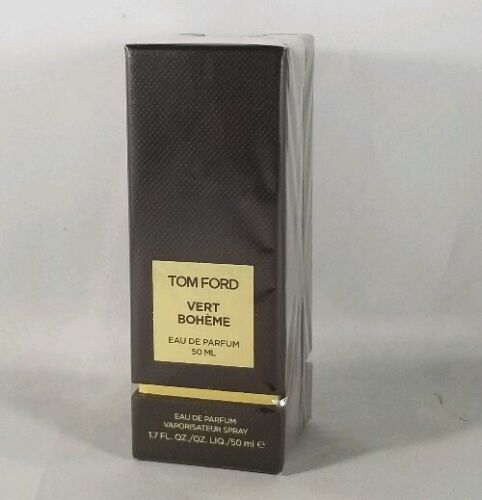 TOM FORD
VERT
BOHÈME
EAU DE PARFUM
50 ML
EAU DE PARFUM
VAPORISATEUR SPRAY
1.7 FL. OZ./OZ. LIQ./50 ml ℮